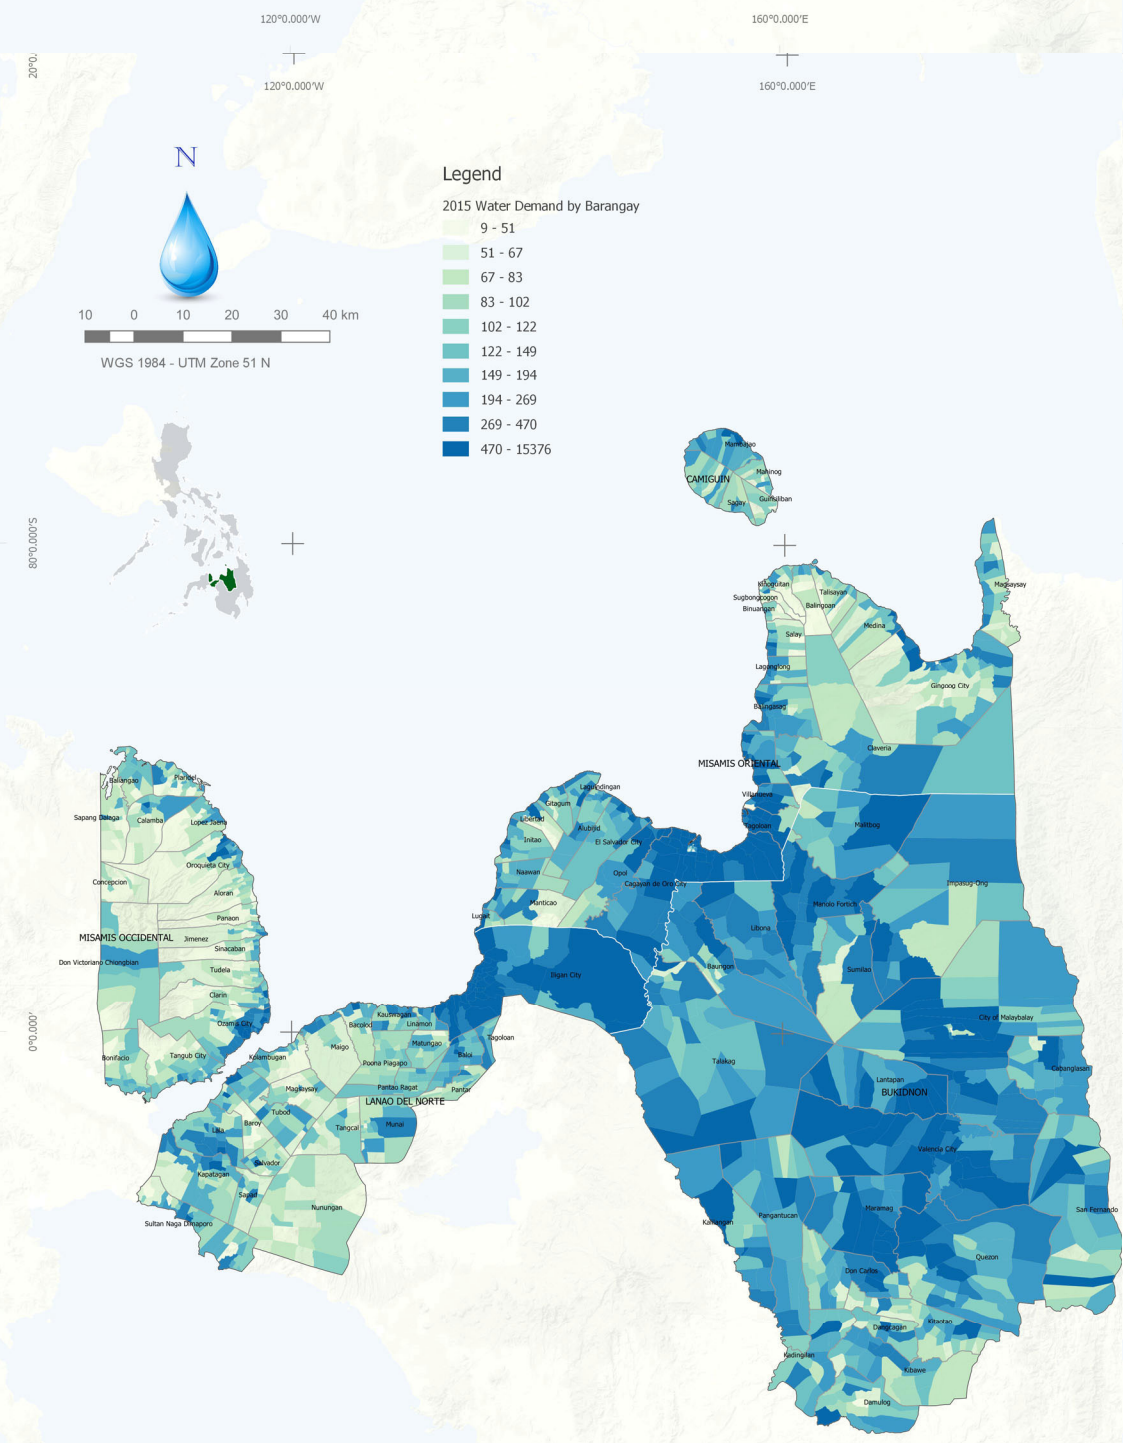 120°0.000'W
160°0.000'E
20°0.
120°0.000'W
160°0.000'E
N
Legend
2015 Water Demand by Barangay
9 - 51
51 - 67
67 - 83
83 - 102
102 - 122
122 - 149
149 - 194
194 - 269
269 - 470
470 - 15376
10 0 10 20 30 40 km
WGS 1984 - UTM Zone 51 N
80°0.000'S
0°0.000'
Mambajao
Mahinog
CAMIGUIN
Guinsiliban
Sagay
Kinoguitan
Magsaysay
Sugbongcogon
Talisayan
Binuangan
Balingoan
Medina
Salay
Lagonglong
Gingoog City
Balingasag
Claveria
MISAMIS ORIENTAL
Villanueva
Tagoloan
Malitbog
Baliangao
Plaridel
Sapang Dalaga
Calamba
Lopez Jaena
Oroquieta City
Concepcion
Aloran
Panaon
MISAMIS OCCIDENTAL
Jimenez
Sinacaban
Don Victoriano Chiongbian
Tudela
Clarin
Ozamis City
Bonifacio
Tangub City
Laguindingan
Gitagum
Libertad
Alubijid
Initao
El Salvador City
Naawan
Opol
Cagayan de Oro City
Manticao
Lugait
Iligan City
Impasug-Ong
Manolo Fortich
Libona
Baungon
Sumilao
City of Malaybalay
Talakag
Cabanglasan
Lantapan
BUKIDNON
Valencia City
San Fernando
Maramag
Pangantucan
Kalilangan
Quezon
Don Carlos
Dangcagan
Kitaotao
Kadingilan
Kibawe
Damulog
Kauswagan
Bacolod
Linamon
Tagoloan
Kolambugan
Maigo
Matungao
Baloi
Poona Piagapo
Magsaysay
Pantao Ragat
Pantar
LANAO DEL NORTE
Tubod
Baroy
Lala
Tangcal
Munai
Salvador
Kapatagan
Sapad
Nunungan
Sultan Naga Dimaporo